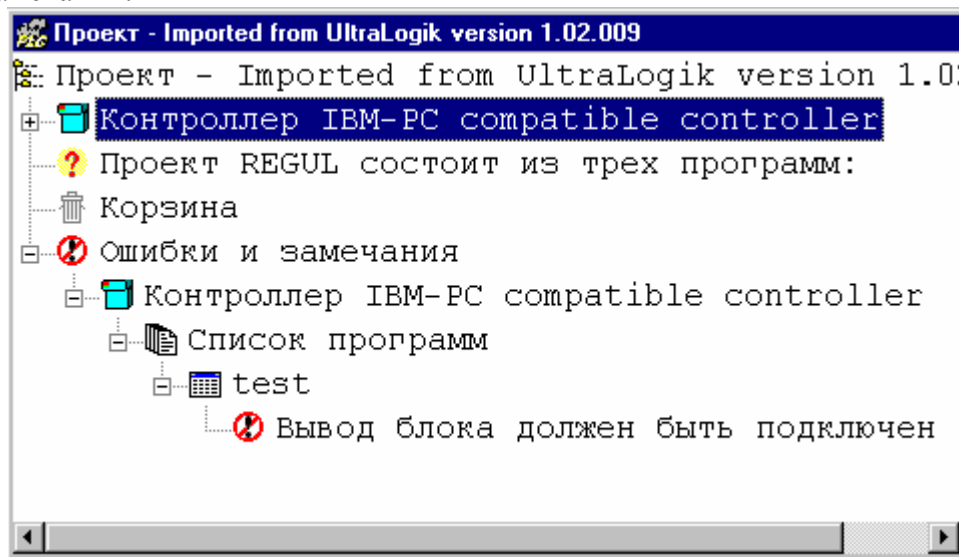 Проект - Imported from UltraLogik version 1.02.009
Проект - Imported from UltraLogik version 1.02
Контроллер IBM-PC compatible controller
Проект REGUL состоит из трех программ:
Корзина
Ошибки и замечания
Контроллер IBM-PC compatible controller
Список программ
test
Вывод блока должен быть подключен